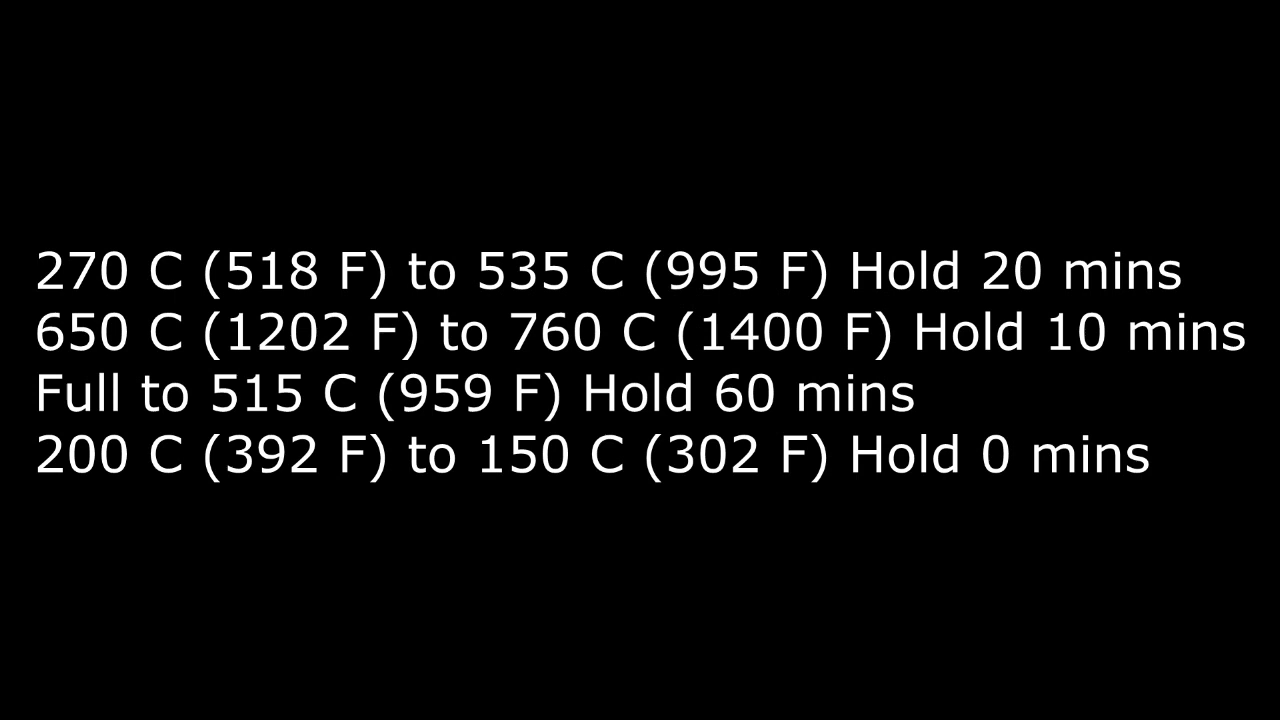 270 C (518 F) to 535 C (995 F) Hold 20 mins
650 C (1202 F) to 760 C (1400 F) Hold 10 mins
Full to 515 C (959 F) Hold 60 mins
200 C (392 F) to 150 C (302 F) Hold 0 mins